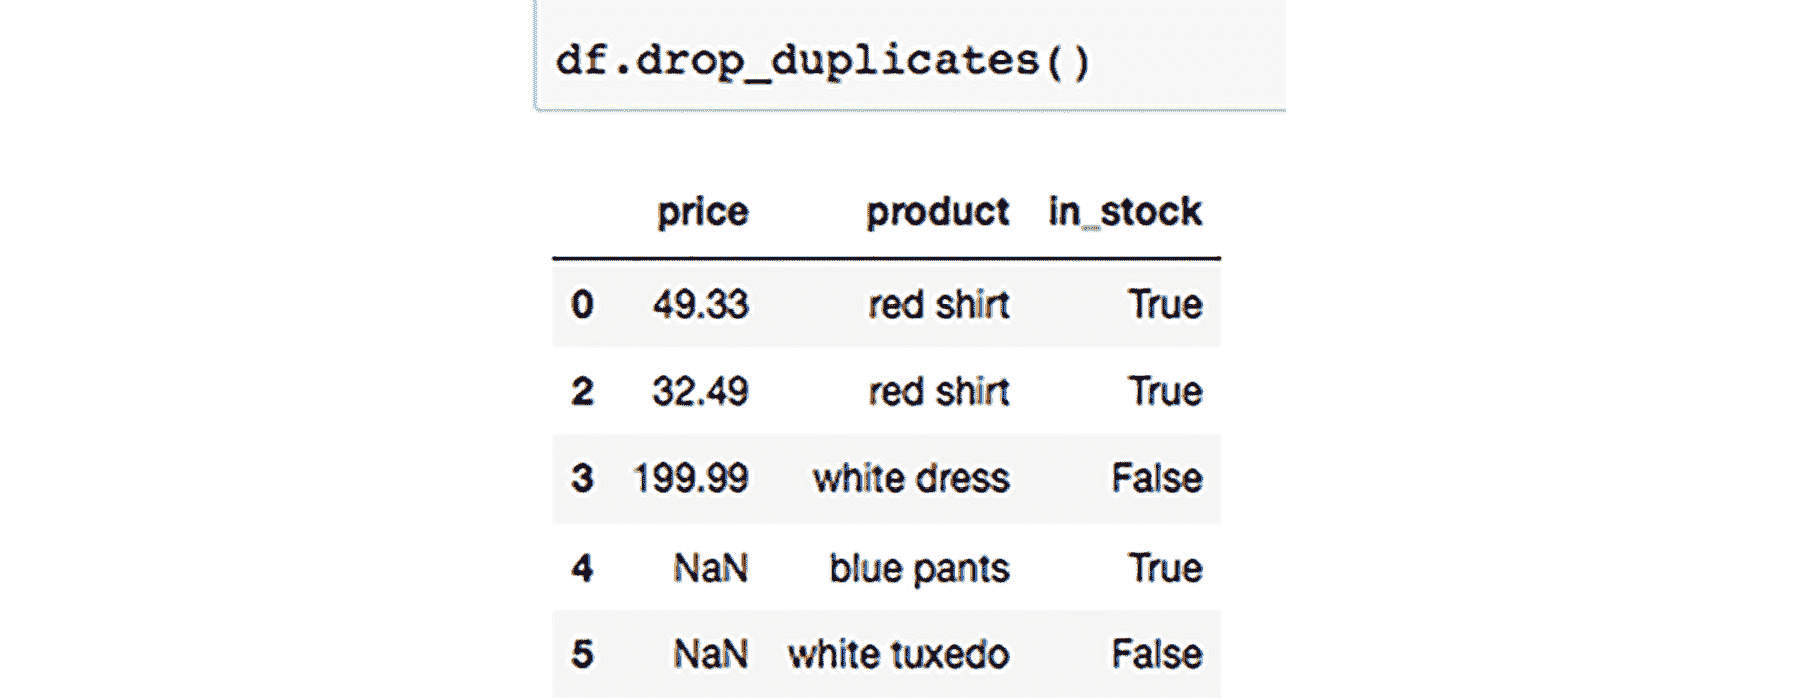 df.drop_duplicates()
price product in_stock
0 49.33 red shirt True
2 32.49 red shirt True
3 199.99 white dress False
4 NaN blue pants True
5 NaN white tuxedo False